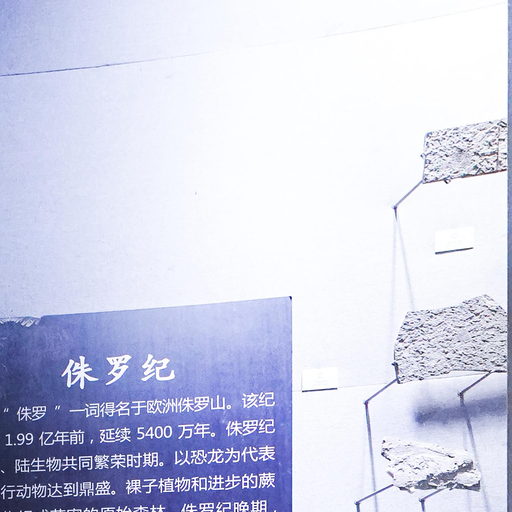 侏罗纪
“侏罗”一词得名于欧洲侏罗山。该纪
1.99 亿年前，延续 5400 万年。侏罗纪
、陆生物共同繁荣时期。以恐龙为代表
行动物达到鼎盛。裸子植物和进步的蕨
的原始森林。侏罗纪晚期，